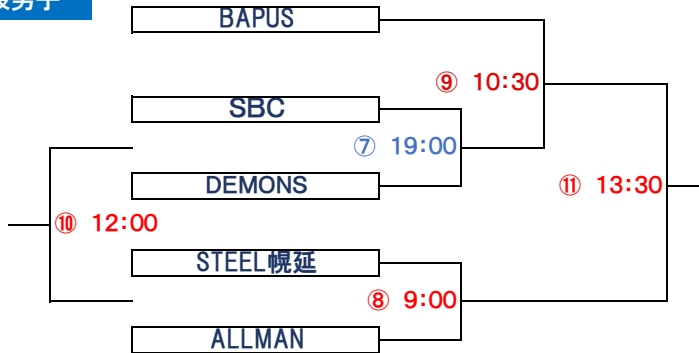 男子
BAPUS
⑨ 10:30
SBC
⑦ 19:00
DEMONS
⑪ 13:30
⑩ 12:00
STEEL幌延
⑧ 9:00
ALLMAN